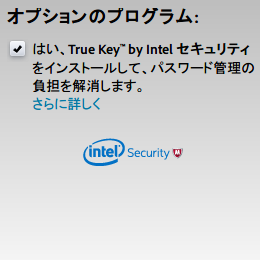 オプションのプログラム:
はい、True Key™ by Intel セキュリティ
をインストールして、パスワード管理の
負担を解消します。
さらに詳しく
intel Security